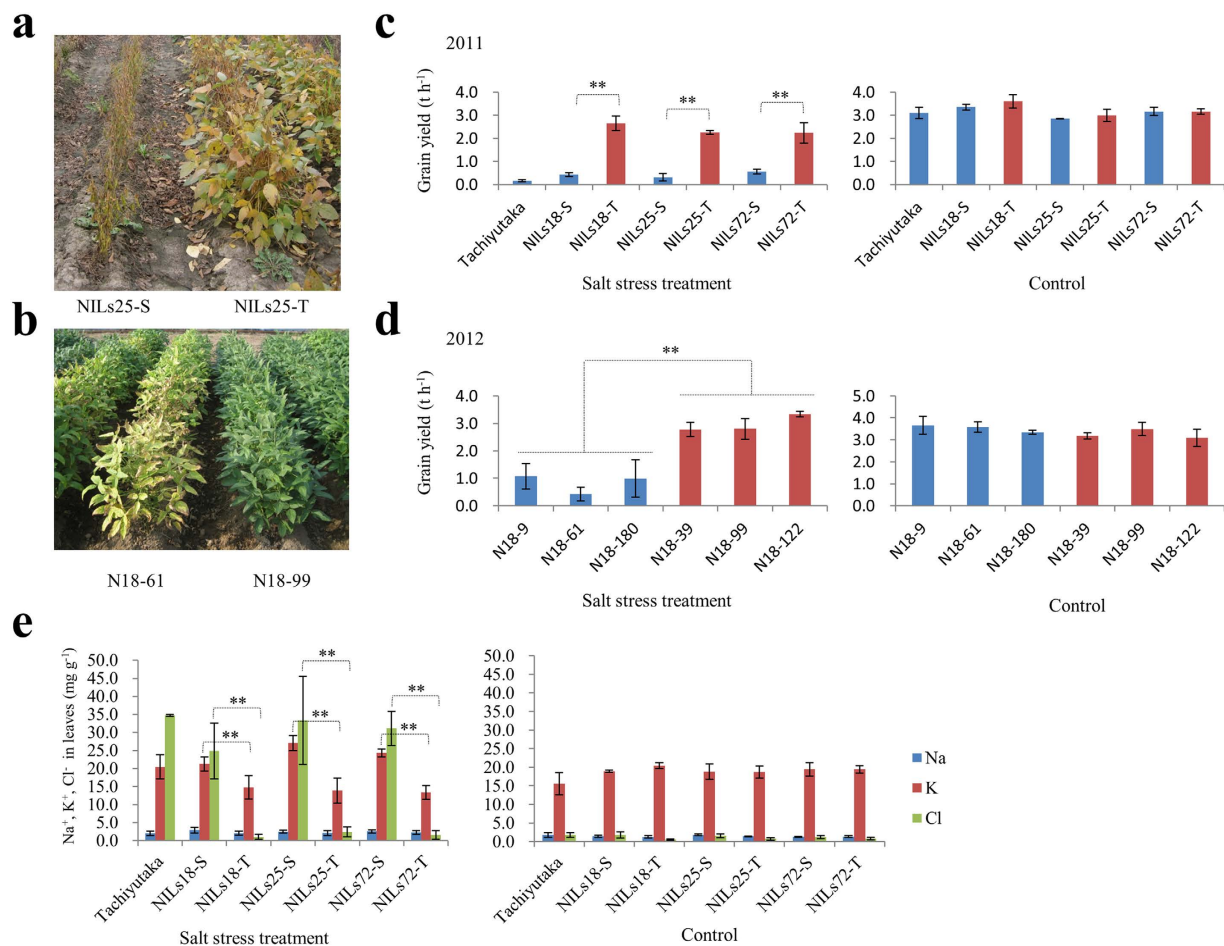 a
NILs25-S NILs25-T
b
N18-61 N18-99
c
2011
Grain yield (t h-1)
4.0
3.0
2.0
1.0
0.0
** ** **
Tachiyutaka NILs18-S NILs18-T NILs25-S NILs25-T NILs72-S NILs72-T
Salt stress treatment
4.0
3.0
2.0
1.0
0.0
Tachiyutaka NILs18-S NILs18-T NILs25-S NILs25-T NILs72-S NILs72-T
Control
d
2012
Grain yield (t h-1)
**
4.0
3.0
2.0
1.0
0.0
N18-9 N18-61 N18-180 N18-39 N18-99 N18-122
Salt stress treatment
5.0
4.0
3.0
2.0
1.0
0.0
N18-9 N18-61 N18-180 N18-39 N18-99 N18-122
Control
e
Na+, K+, Cl- in leaves (mg g-1)
50.0
45.0
40.0
35.0
30.0
25.0
20.0
15.0
10.0
5.0
0.0
** ** ** ** ** **
Tachiyutaka NILs18-S NILs18-T NILs25-S NILs25-T NILs72-S NILs72-T
Salt stress treatment
50.0
45.0
40.0
35.0
30.0
25.0
20.0
15.0
10.0
5.0
0.0
Tachiyutaka NILs18-S NILs18-T NILs25-S NILs25-T NILs72-S NILs72-T
Control
Na
K
Cl